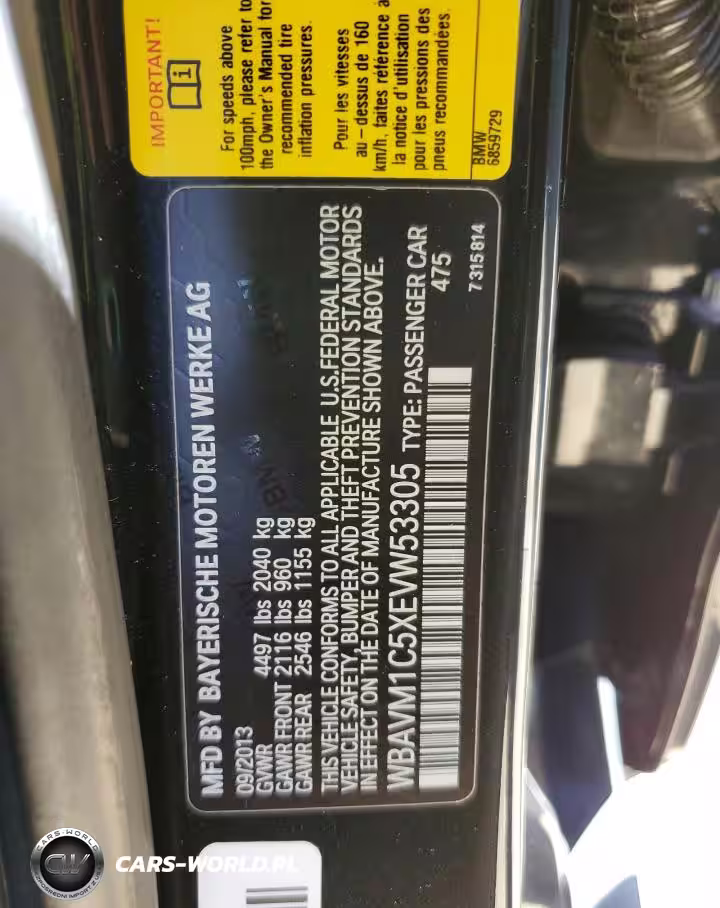 IMPORTANT!
For speeds above
100mph, please refer to
the Owner's Manual for
recommended tire
inflation pressures.
Pour les vitesses
au-dessus de 160
km/h, faites référence à
la notice d'utilisation
pour les pressions des
pneus recommandées.
BMW
6859729
MFD BY BAYERISCHE MOTOREN WERKE AG
09/2013
GVWR 4497 lbs 2040 kg
GAWR FRONT 2116 lbs 960 kg
GAWR REAR 2546 lbs 1155 kg
THIS VEHICLE CONFORMS TO ALL APPLICABLE U.S.FEDERAL MOTOR
VEHICLE SAFETY, BUMPER AND THEFT PREVENTION STANDARDS
IN EFFECT ON THE DATE OF MANUFACTURE SHOWN ABOVE.
WBAVM1C5XEVW53305 TYPE: PASSENGER CAR
475
7315814
CARS-WORLD
CW
CARS-WORLD.PL